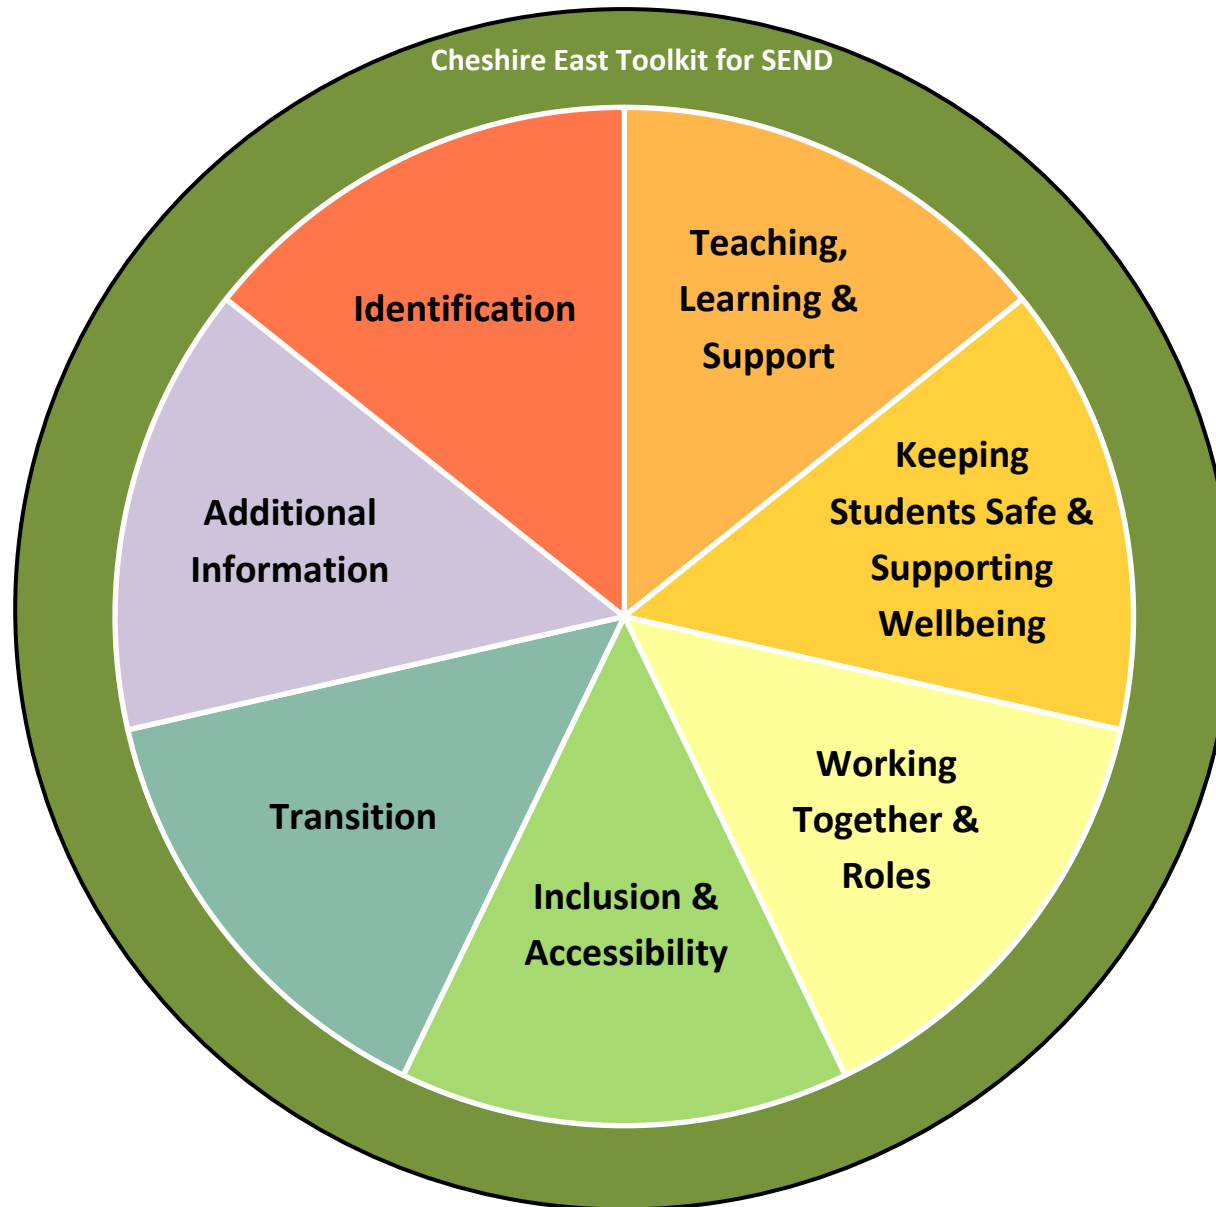 Cheshire East Toolkit for SEND
Identification
Teaching,
Learning &
Support
Keeping
Students Safe &
Supporting
Wellbeing
Working
Together &
Roles
Inclusion &
Accessibility
Transition
Additional
Information